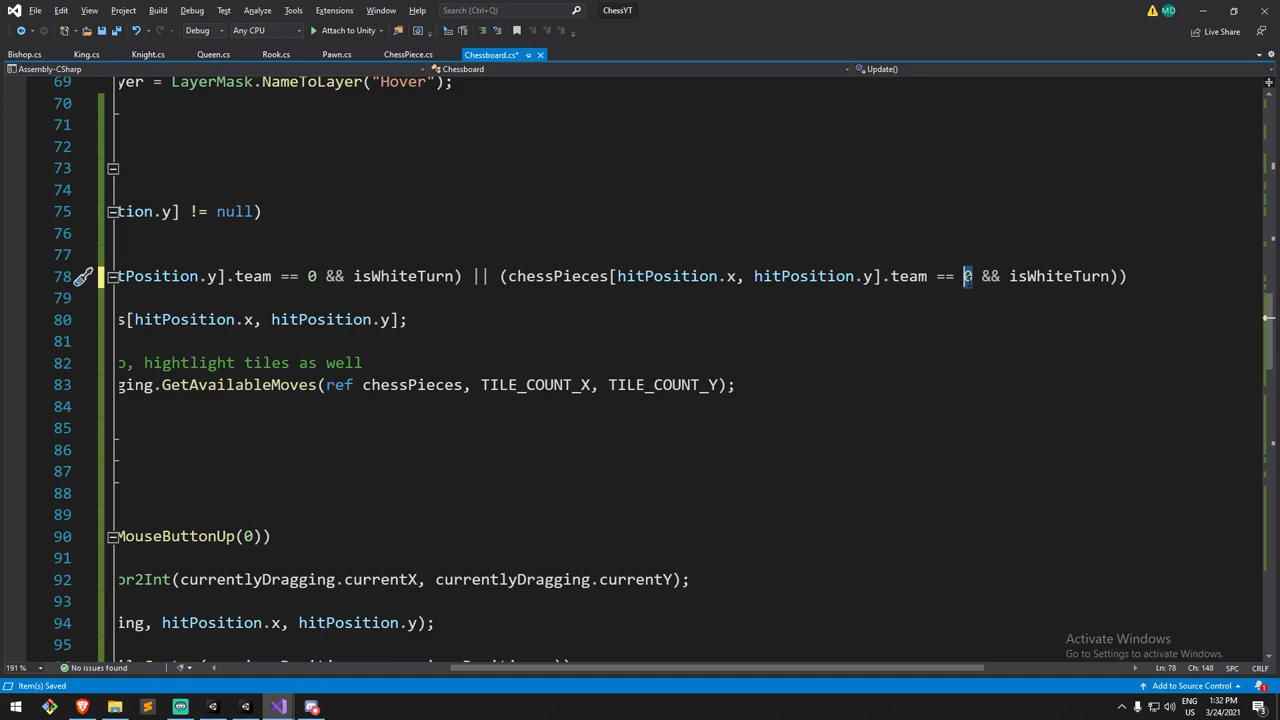 File Edit View Project Build Debug Test Analyze Tools Extensions Window Help Search (Ctrl+Q) ChessYT MD
Debug Any CPU Attach to Unity Live Share
Bishop.cs King.cs Knight.cs Queen.cs Rook.cs Pawn.cs ChessPiece.cs Chessboard.cs*
Assembly-CSharp Chessboard Update()
69 yer = LayerMask.NameToLayer("Hover");
70
71
72
73
74
75 tion.y] != null)
76
77
78 tPosition.y].team == 0 && isWhiteTurn) || (chessPieces[hitPosition.x, hitPosition.y].team == 0 && isWhiteTurn))
79
80 s[hitPosition.x, hitPosition.y];
81
82 o, hightlight tiles as well
83 ging.GetAvailableMoves(ref chessPieces, TILE_COUNT_X, TILE_COUNT_Y);
84
85
86
87
88
89
90 MouseButtonUp(0))
91
92 or2Int(currentlyDragging.currentX, currentlyDragging.currentY);
93
94 ing, hitPosition.x, hitPosition.y);
95
Activate Windows
Go to Settings to activate Windows.
191 % No issues found Ln: 78 Ch: 148 SPC CRLF
Item(s) Saved Add to Source Control 1
ENG 1:32 PM
US 3/24/2021 3